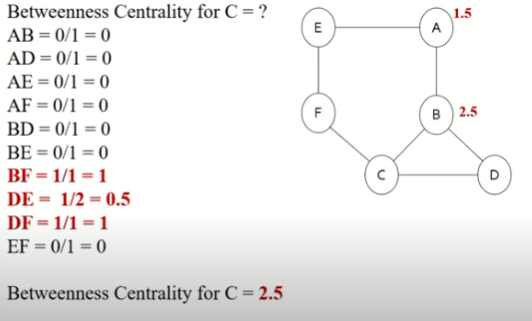 Betweenness Centrality for C = ?
AB = 0/1 = 0
AD = 0/1 = 0
AE = 0/1 = 0
AF = 0/1 = 0
BD = 0/1 = 0
BE = 0/1 = 0
BF = 1/1 = 1
DE = 1/2 = 0.5
DF = 1/1 = 1
EF = 0/1 = 0
Betweenness Centrality for C = 2.5
E
A
1.5
F
B
2.5
C
D